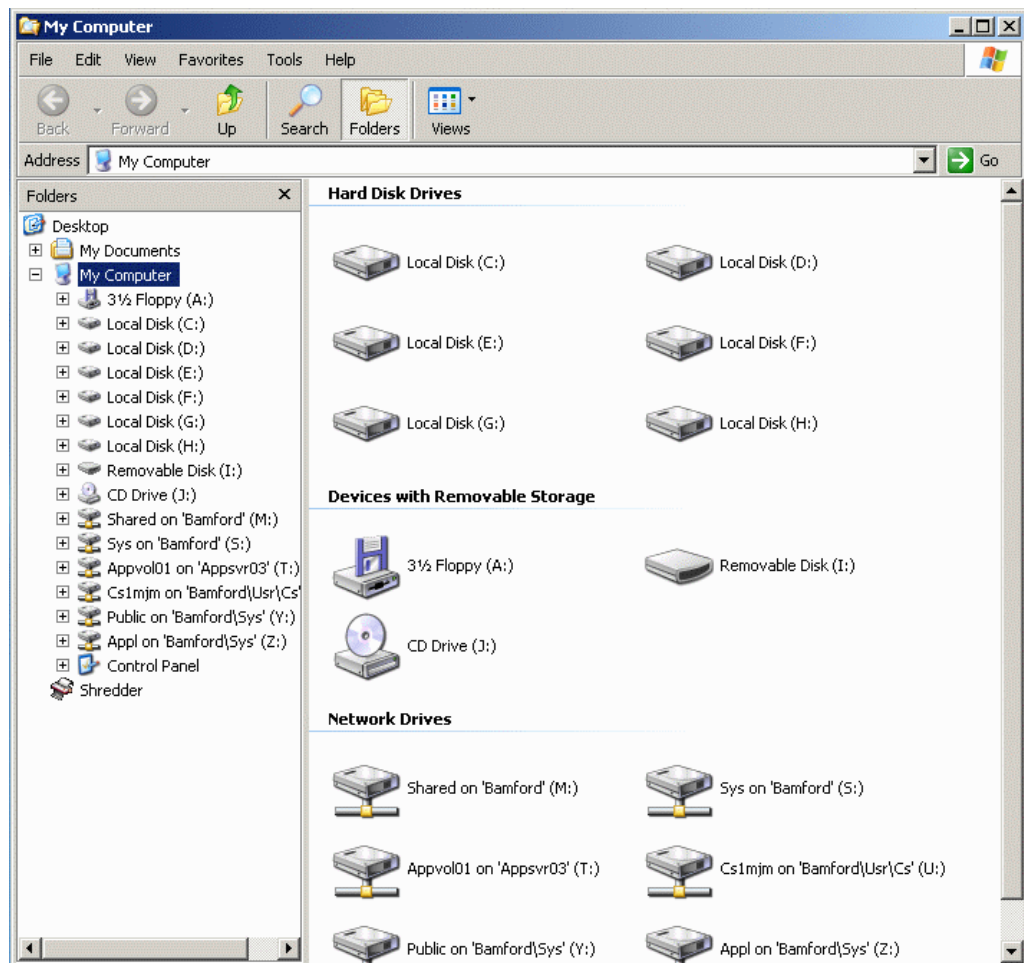 My Computer
File Edit View Favorites Tools Help
Back Forward Up Search Folders Views
Address My Computer Go
Folders
Desktop
My Documents
My Computer
3½ Floppy (A:)
Local Disk (C:)
Local Disk (D:)
Local Disk (E:)
Local Disk (F:)
Local Disk (G:)
Local Disk (H:)
Removable Disk (I:)
CD Drive (J:)
Shared on 'Bamford' (M:)
Sys on 'Bamford' (S:)
Appvol01 on 'Appsvr03' (T:)
Cs1mjm on 'Bamford\Usr\Cs'
Public on 'Bamford\Sys' (Y:)
Appl on 'Bamford\Sys' (Z:)
Control Panel
Shredder
Hard Disk Drives
Local Disk (C:) Local Disk (D:)
Local Disk (E:) Local Disk (F:)
Local Disk (G:) Local Disk (H:)
Devices with Removable Storage
3½ Floppy (A:) Removable Disk (I:)
CD Drive (J:)
Network Drives
Shared on 'Bamford' (M:) Sys on 'Bamford' (S:)
Appvol01 on 'Appsvr03' (T:) Cs1mjm on 'Bamford\Usr\Cs' (U:)
Public on 'Bamford\Sys' (Y:) Appl on 'Bamford\Sys' (Z:)